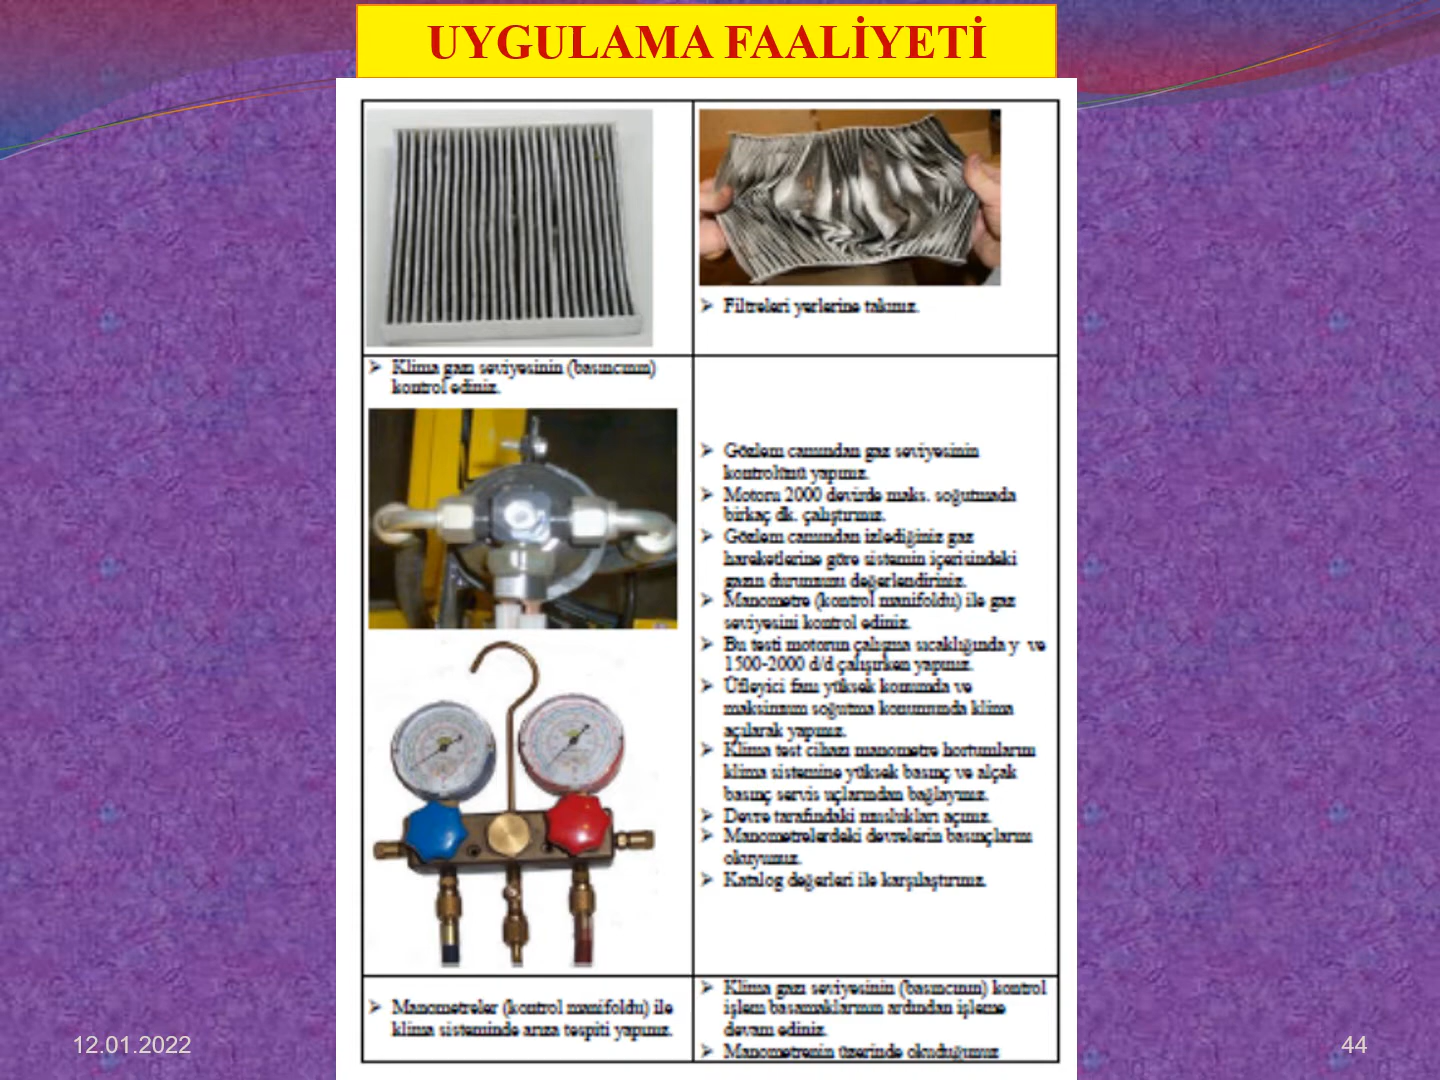 UYGULAMA FAALİYETİ
➢ Filtreleri yerlerine takınız.
➢ Klima gazı seviyesinin (basıncının)
kontrol ediniz.
➢ Gözlem camından gaz seviyesinin
kontrolünü yapınız.
➢ Motoru 2000 devirde maks. soğutmada
birkaç dk. çalıştırınız.
➢ Gözlem camından izlediğiniz gaz
hareketlerine göre sistemin içerisindeki
gazın durumunu değerlendiriniz.
➢ Manometre (kontrol manifoldu) ile gaz
seviyesini kontrol ediniz.
➢ Bu testi motorun çalışma sıcaklığında y ve
1500-2000 d/d çalışırken yapınız.
➢ Üfleyici fanı yüksek konumda ve
maksimum soğutma konumunda klima
açılarak yapınız.
➢ Klima test cihazı manometre hortumlarını
klima sistemine yüksek basınç ve alçak
basınç servis uçlarından bağlayınız.
➢ Devre tarafındaki muslukları açınız.
➢ Manometrelerdeki devrelerin basınçlarını
okuyunuz.
➢ Katalog değerleri ile karşılaştırınız.
➢ Manometreler (kontrol manifoldu) ile
klima sisteminde arıza tespiti yapınız.
➢ Klima gazı seviyesinin (basıncının) kontrol
işlem basamaklarının ardından işleme
devam ediniz.
➢ Manometrenin üzerinde okuduğunuz
12.01.2022
44